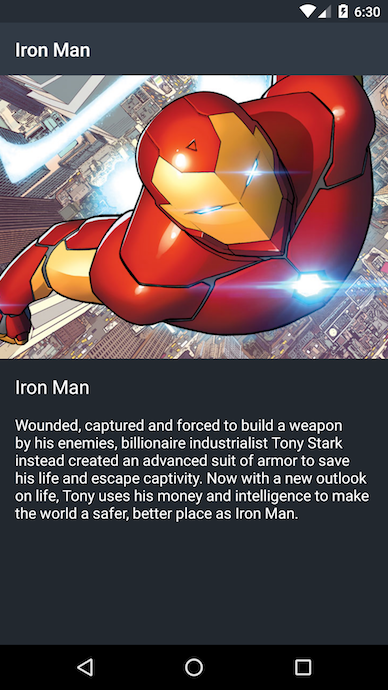 6:30
Iron Man
Iron Man
Wounded, captured and forced to build a weapon
by his enemies, billionaire industrialist Tony Stark
instead created an advanced suit of armor to save
his life and escape captivity. Now with a new outlook
on life, Tony uses his money and intelligence to make
the world a safer, better place as Iron Man.